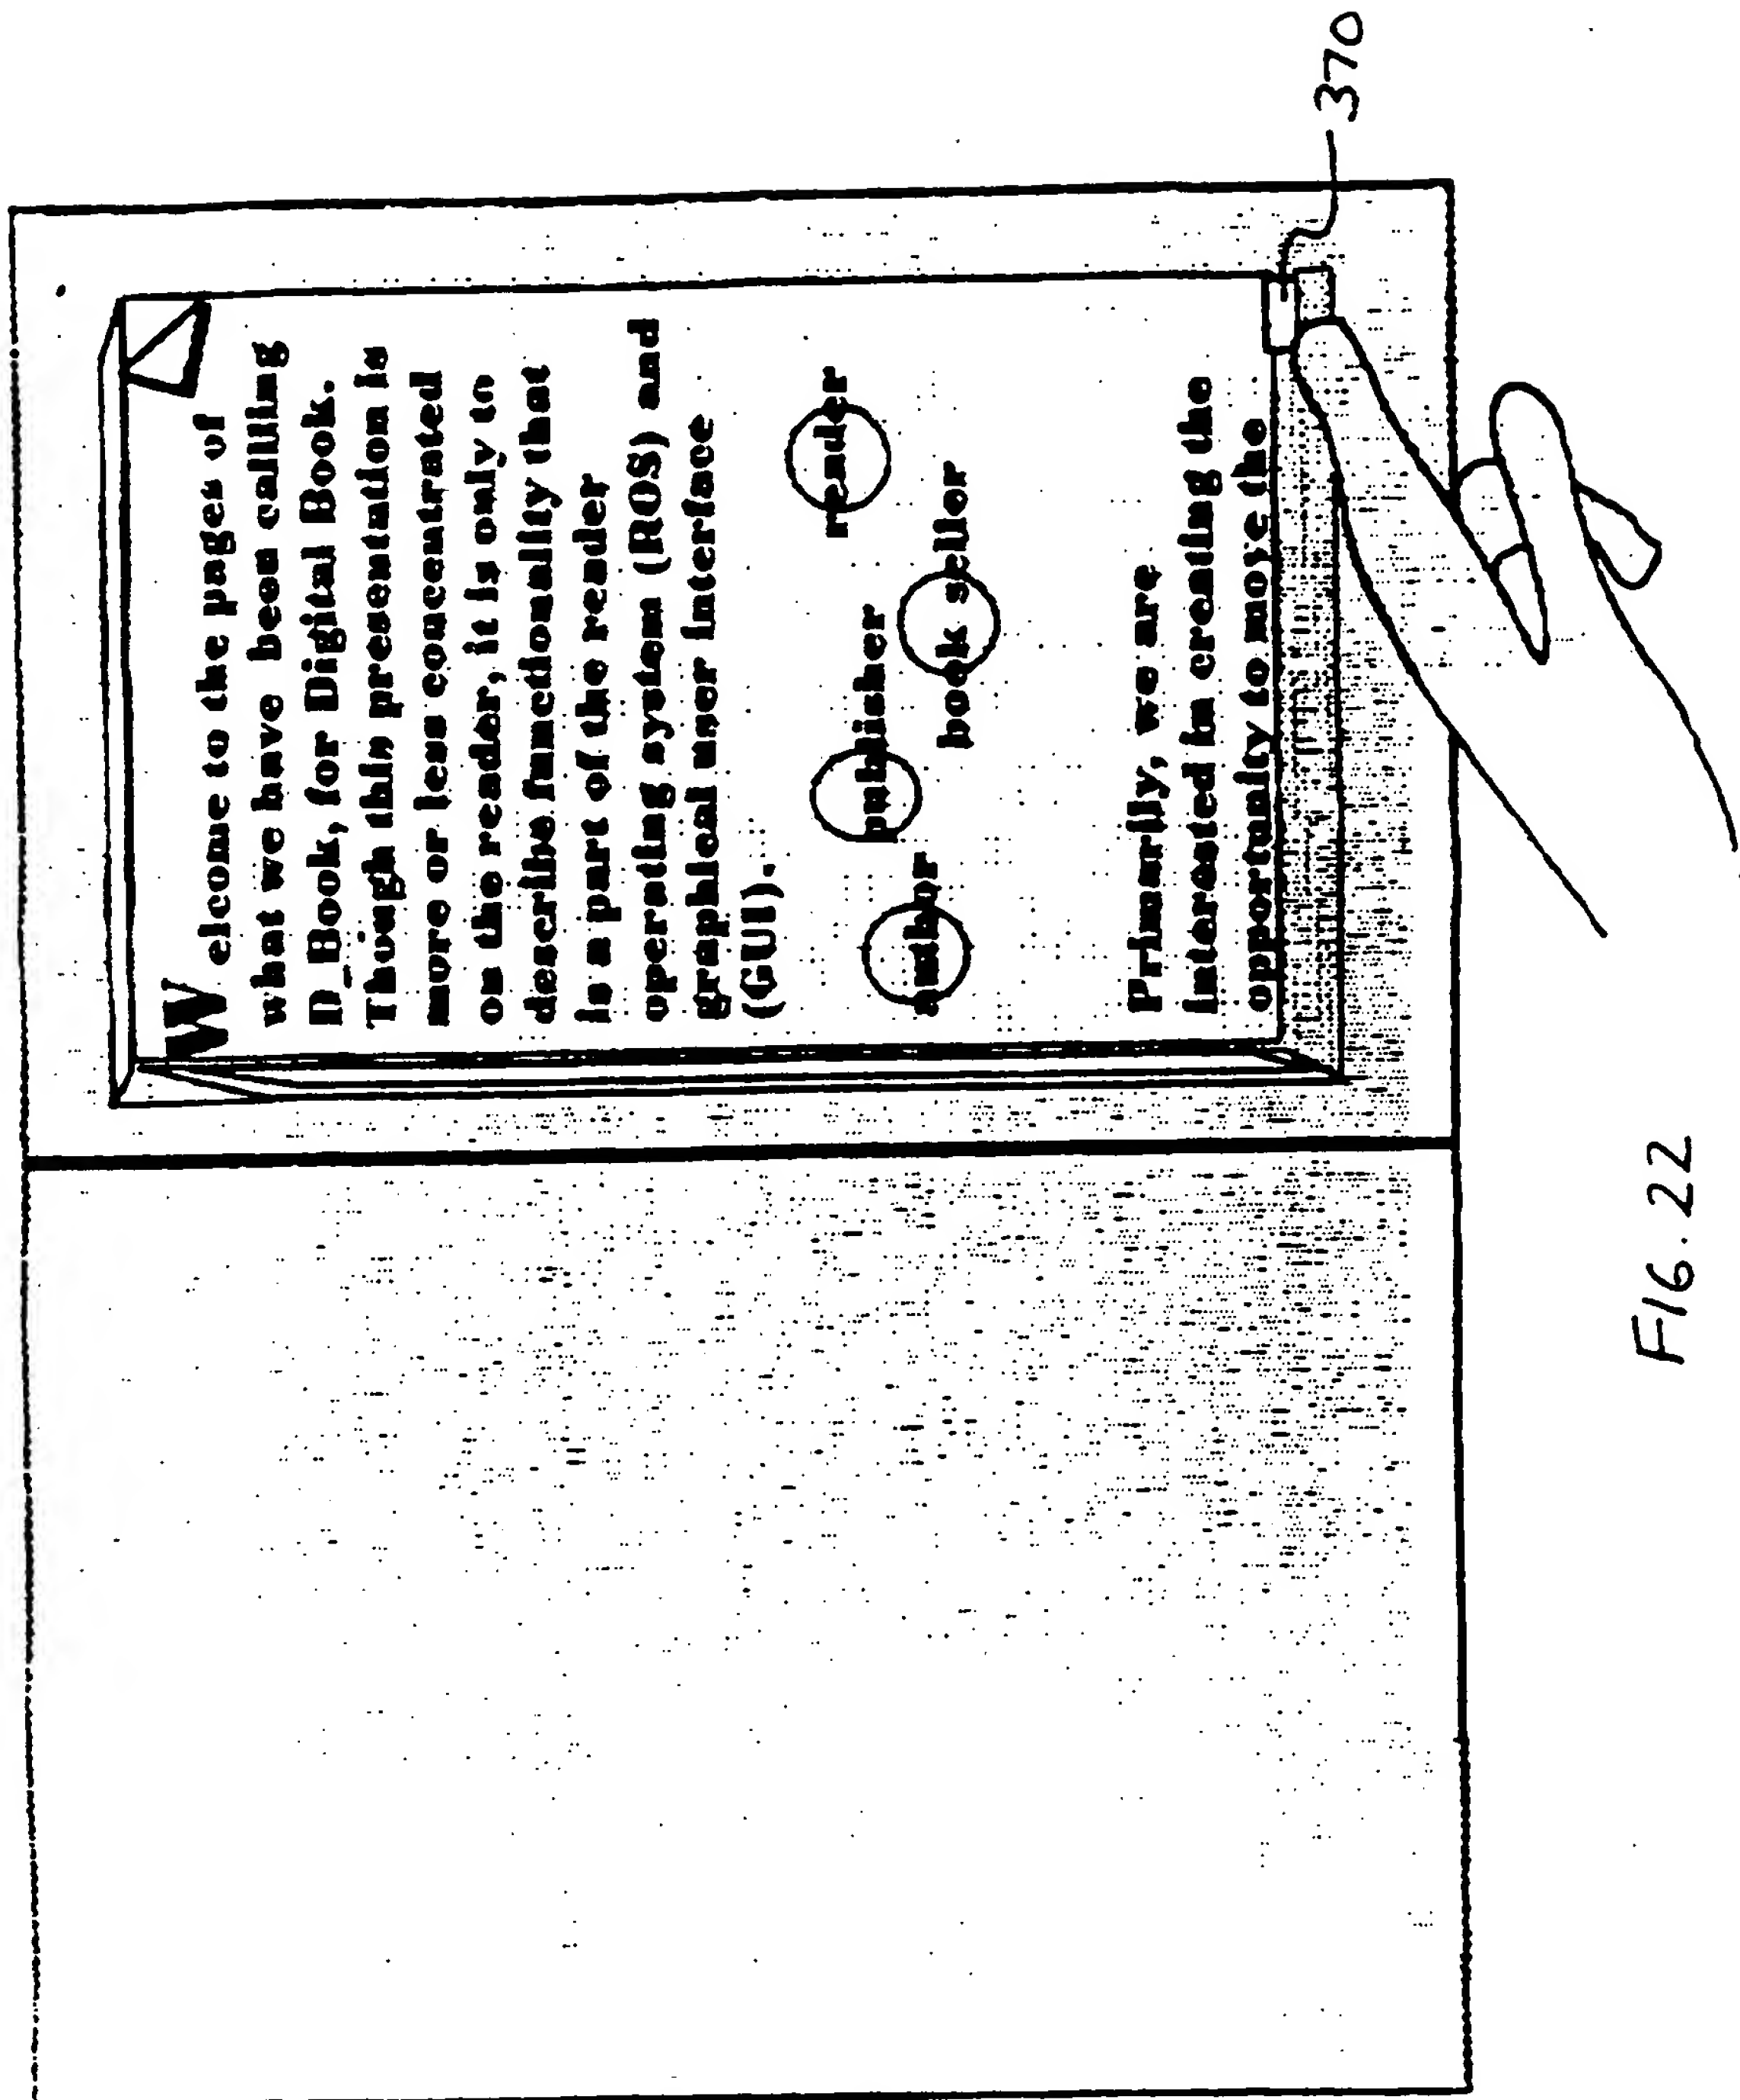 Welcome to the pages of
what we have been calling
D_Book, for Digital Book.
Though this presentation is
more or less concentrated
on the reader, it is only to
describe functionality that
is a part of the reader
operating system (ROS) and
graphical user interface
(GUI).
author publisher reader
book seller
Primarily, we are
interested in creating the
opportunity to move the
370
FIG. 22